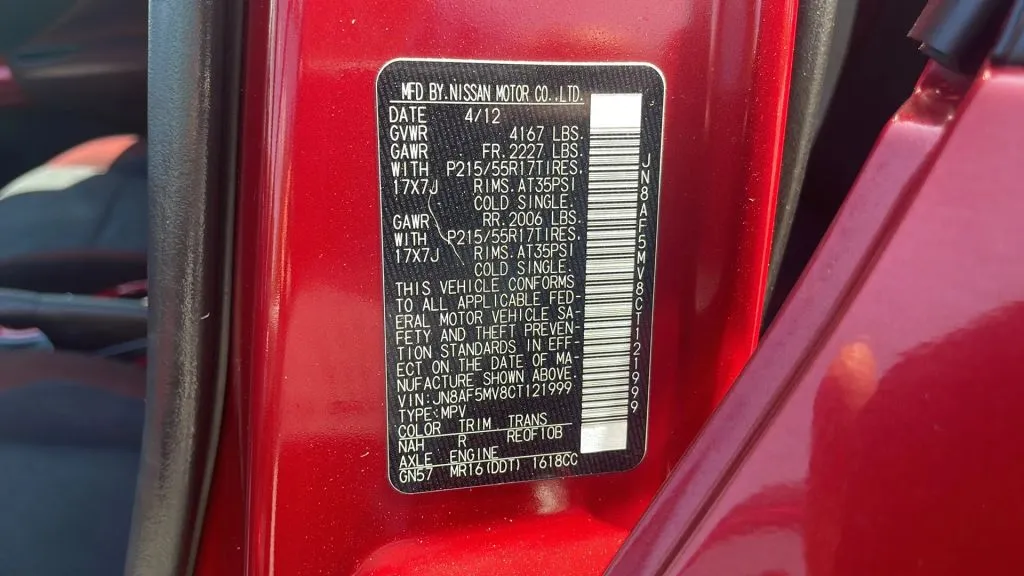 MFD BY.NISSAN MOTOR CO.,LTD.
DATE 4/12
GVWR 4167 LBS.
GAWR FR.2227 LBS.
WITH P215/55R17TIRES.
17X7J RIMS.AT35PSI
COLD SINGLE.
GAWR RR.2006 LBS.
WITH P215/55R17TIRES.
17X7J RIMS.AT35PSI
COLD SINGLE.
THIS VEHICLE CONFORMS
TO ALL APPLICABLE FED-
ERAL MOTOR VEHICLE SA-
FETY AND THEFT PREVEN-
TION STANDARDS IN EFF-
ECT ON THE DATE OF MA-
NUFACTURE SHOWN ABOVE.
VIN:JN8AF5MV8CT121999
TYPE:MPV
COLOR TRIM TRANS
NAH R RE0F10B
AXLE ENGINE
GN57 MR16(DDT) 1618CC
JN8AF5MV8CT121999